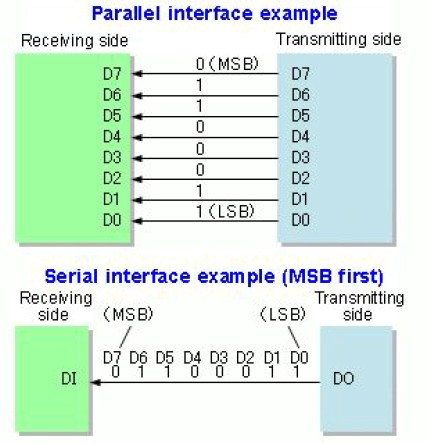 Parallel interface example
Receiving side Transmitting side
D7 0 (MSB) D7
D6 1 D6
D5 1 D5
D4 0 D4
D3 0 D3
D2 0 D2
D1 1 D1
D0 1 (LSB) D0
Serial interface example (MSB first)
Receiving side
(MSB) (LSB)
Transmitting side
D7 D6 D5 D4 D3 D2 D1 D0
0 1 1 0 0 0 1 1
DI DO